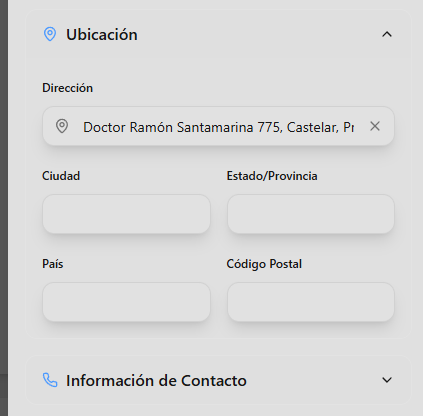 Ubicación
Dirección
Doctor Ramón Santamarina 775, Castelar, Pr
Ciudad
Estado/Provincia
País
Código Postal
Información de Contacto